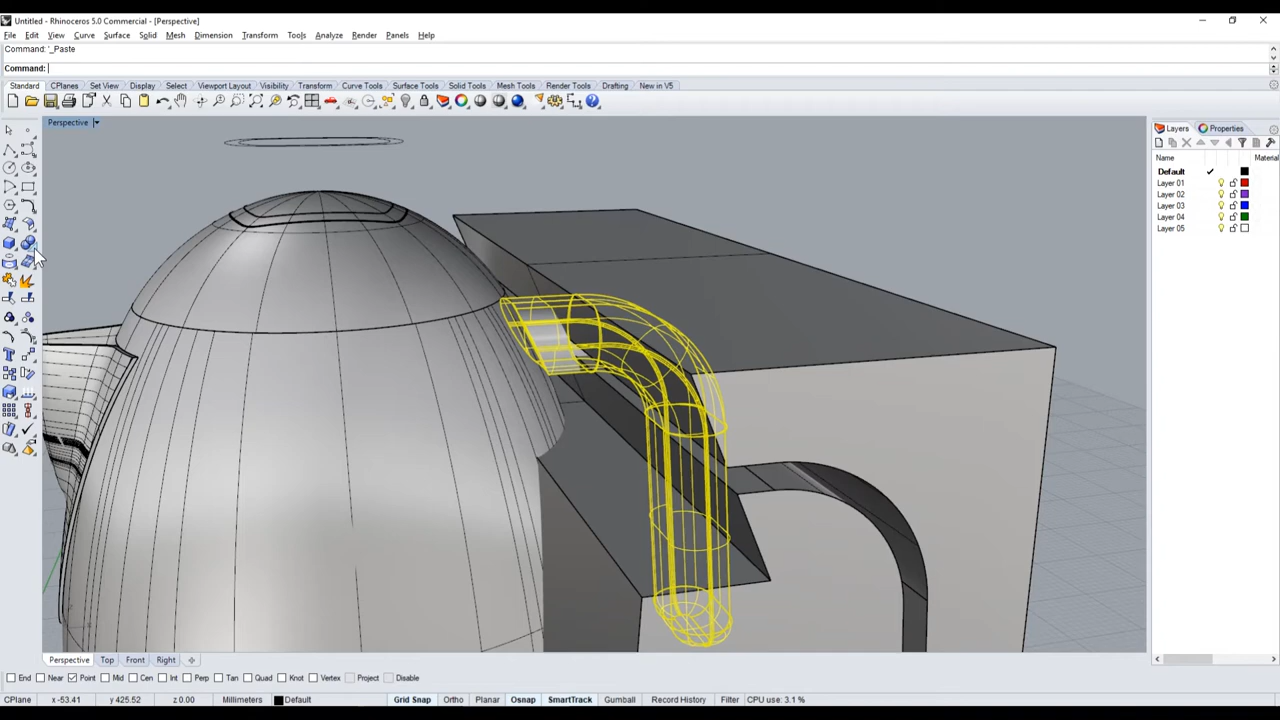 Untitled - Rhinoceros 5.0 Commercial - [Perspective]
File Edit View Curve Surface Solid Mesh Dimension Transform Tools Analyze Render Panels Help
Command: '_Paste
Command:
Standard CPlanes Set View Display Select Viewport Layout Visibility Transform Curve Tools Surface Tools Solid Tools Mesh Tools Render Tools Drafting New in V5
Perspective
Layers Properties
Name Material
Default
Layer 01
Layer 02
Layer 03
Layer 04
Layer 05
Perspective Top Front Right
End Near Point Mid Cen Int Perp Tan Quad Knot Vertex Project Disable
CPlane x -53.41 y 425.52 z 0.00 Millimeters Default Grid Snap Ortho Planar Osnap SmartTrack Gumball Record History Filter CPU use: 3.1 %